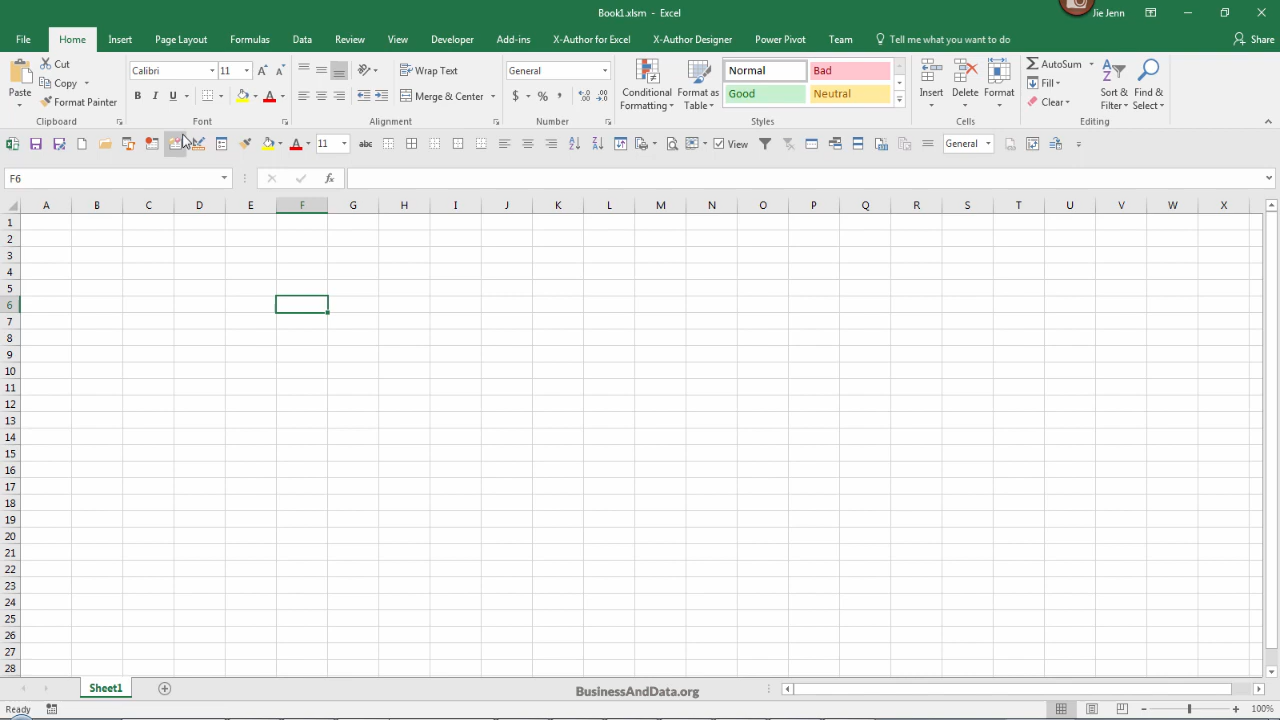 Book1.xlsm - Excel
Jie Jenn
File Home Insert Page Layout Formulas Data Review View Developer Add-ins X-Author for Excel X-Author Designer Power Pivot Team Tell me what you want to do Share
Paste
Cut
Copy
Format Painter
Clipboard
Calibri 11
B I U
Font
Wrap Text
Merge & Center
Alignment
General
$ % ,
Number
Conditional Formatting
Format as Table
Normal Bad
Good Neutral
Styles
Insert Delete Format
Cells
AutoSum
Fill
Clear
Sort & Filter
Find & Select
Editing
11 abc View General
F6 fx
A B C D E F G H I J K L M N O P Q R S T U V W X
1
2
3
4
5
6
7
8
9
10
11
12
13
14
15
16
17
18
19
20
21
22
23
24
25
26
27
28
Sheet1
BusinessAndData.org
Ready
100%